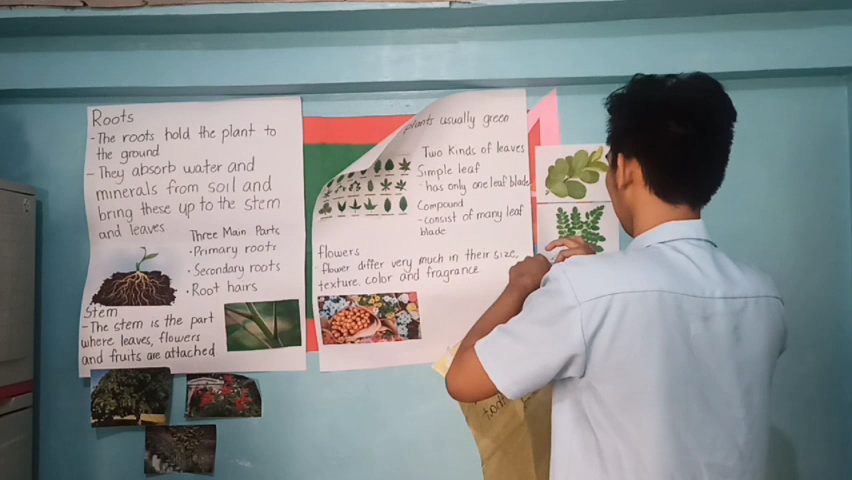 Roots
- The roots hold the plant to
the ground
- They absorb water and
minerals from soil and
bring these up to the stem
and leaves
Three Main Parts
• Primary roots
• Secondary roots
• Root hairs
Stem
- The stem is the part
where leaves, flowers
and fruits are attached
plants usually green
Two Kinds of leaves
Simple leaf
- has only one leaf blade
Compound
- consist of many leaf
blade
Flowers
- flower differ very much in their size,
texture, color and fragrance